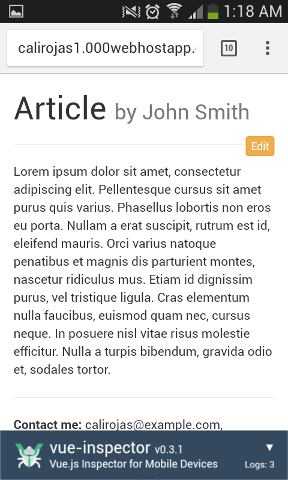 1:18 AM
calirojas1.000webhostapp.
10
Article by John Smith
Edit
Lorem ipsum dolor sit amet, consectetur
adipiscing elit. Pellentesque cursus sit amet
purus quis varius. Phasellus lobortis non eros
eu porta. Nullam a erat suscipit, rutrum est id,
eleifend mauris. Orci varius natoque
penatibus et magnis dis parturient montes,
nascetur ridiculus mus. Etiam id dignissim
purus, vel tristique ligula. Cras elementum
nulla faucibus, euismod quam nec, cursus
neque. In posuere nisl vitae risus molestie
efficitur. Nulla a turpis bibendum, gravida odio
et, sodales tortor.
Contact me: calirojas@example.com,
vue-inspector v0.3.1
Vue.js Inspector for Mobile Devices
Logs: 3